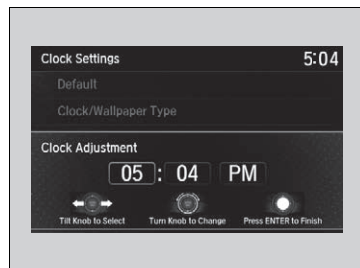 Clock Settings 5:04
Default
Clock/Wallpaper Type
Clock Adjustment
05 : 04 PM
Tilt Knob to Select Turn Knob to Change Press ENTER to Finish